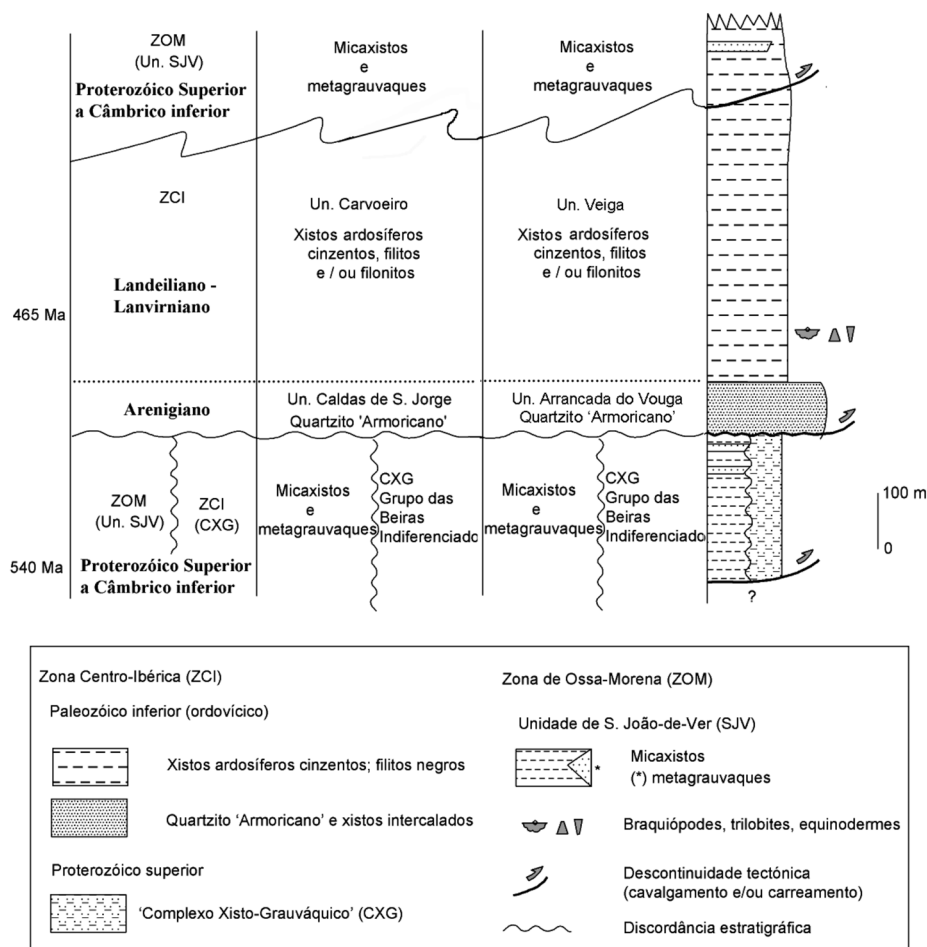 ZOM
(Un. SJV)
Proterozóico Superior
a Câmbrico inferior
Micaxistos
e
metagrauvaques
Micaxistos
e
metagrauvaques
ZCI
Landeiliano -
Lanvirniano
Un. Carvoeiro
Xistos ardosíferos
cinzentos, filitos
e / ou filonitos
Un. Veiga
Xistos ardosíferos
cinzentos, filitos
e / ou filonitos
465 Ma
Arenigiano
Un. Caldas de S. Jorge
Quartzito 'Armoricano'
Un. Arrancada do Vouga
Quartzito ‘Armoricano’
ZOM
(Un. SJV)
ZCI
(CXG)
Proterozóico Superior
a Câmbrico inferior
540 Ma
Micaxistos
e
metagrauvaques
CXG
Grupo das
Beiras
Indiferenciado
Micaxistos
e
metagrauvaques
CXG
Grupo das
Beiras
Indiferenciado
100 m
0
?
Zona Centro-Ibérica (ZCI)
Paleozóico inferior (ordovícico)
Xistos ardosíferos cinzentos; filitos negros
Quartzito ‘Armoricano’ e xistos intercalados
Proterozóico superior
‘Complexo Xisto-Grauváquico’ (CXG)
Zona de Ossa-Morena (ZOM)
Unidade de S. João-de-Ver (SJV)
*
Micaxistos
(*) metagrauvaques
Braquiópodes, trilobites, equinodermes
Descontinuidade tectónica
(cavalgamento e/ou carreamento)
Discordância estratigráfica